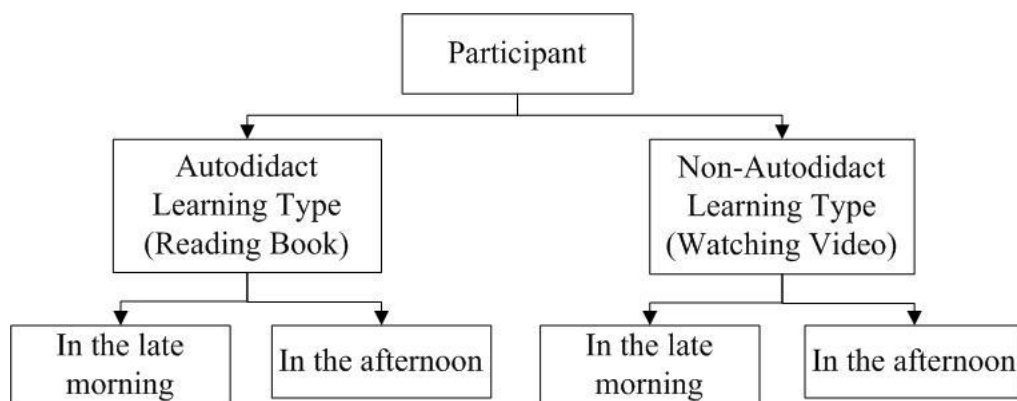 Participant
Autodidact
Learning Type
(Reading Book)
Non-Autodidact
Learning Type
(Watching Video)
In the late
morning
In the afternoon
In the late
morning
In the afternoon